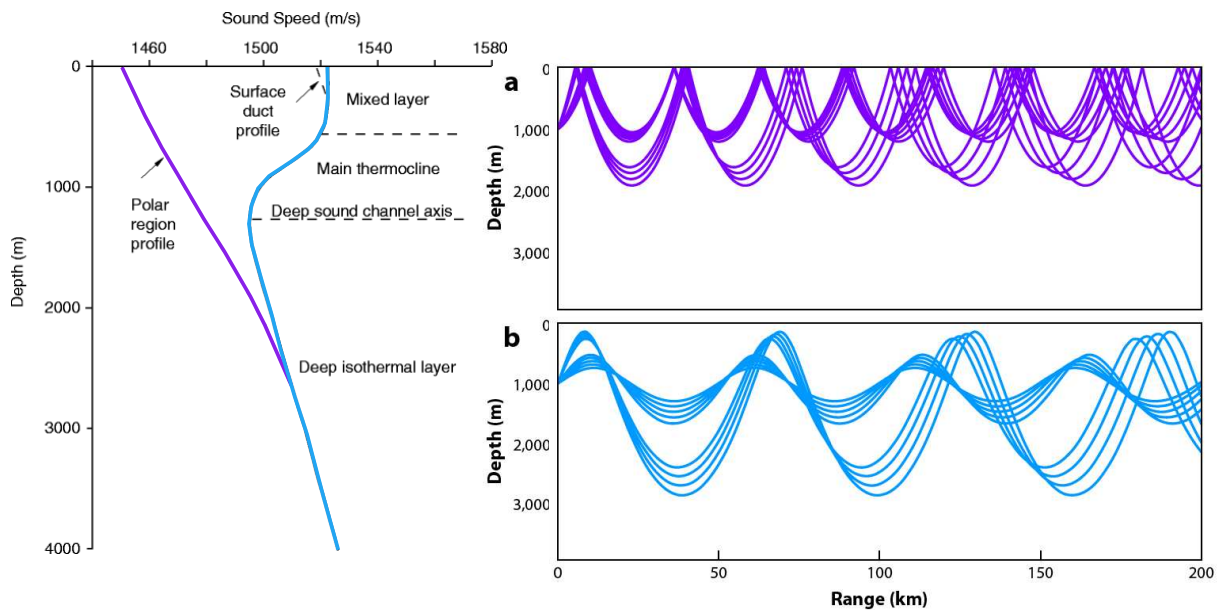 Sound Speed (m/s)
1460 1500 1540 1580
0
Surface
duct
profile
Mixed layer
Main thermocline
1000
Polar
region
profile
Deep sound channel axis
Depth (m)
2000
Deep isothermal layer
3000
4000
a
0
1,000
2,000
3,000
Depth (m)
b
0
1,000
2,000
3,000
Depth (m)
0 50 100 150 200
Range (km)